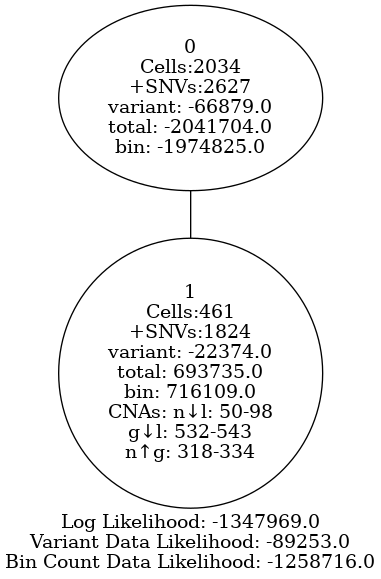 0
Cells:2034
+SNVs:2627
variant: -66879.0
total: -2041704.0
bin: -1974825.0
1
Cells:461
+SNVs:1824
variant: -22374.0
total: 693735.0
bin: 716109.0
CNAs: n↓l: 50-98
g↓l: 532-543
n↑g: 318-334
Log Likelihood: -1347969.0
Variant Data Likelihood: -89253.0
Bin Count Data Likelihood: -1258716.0